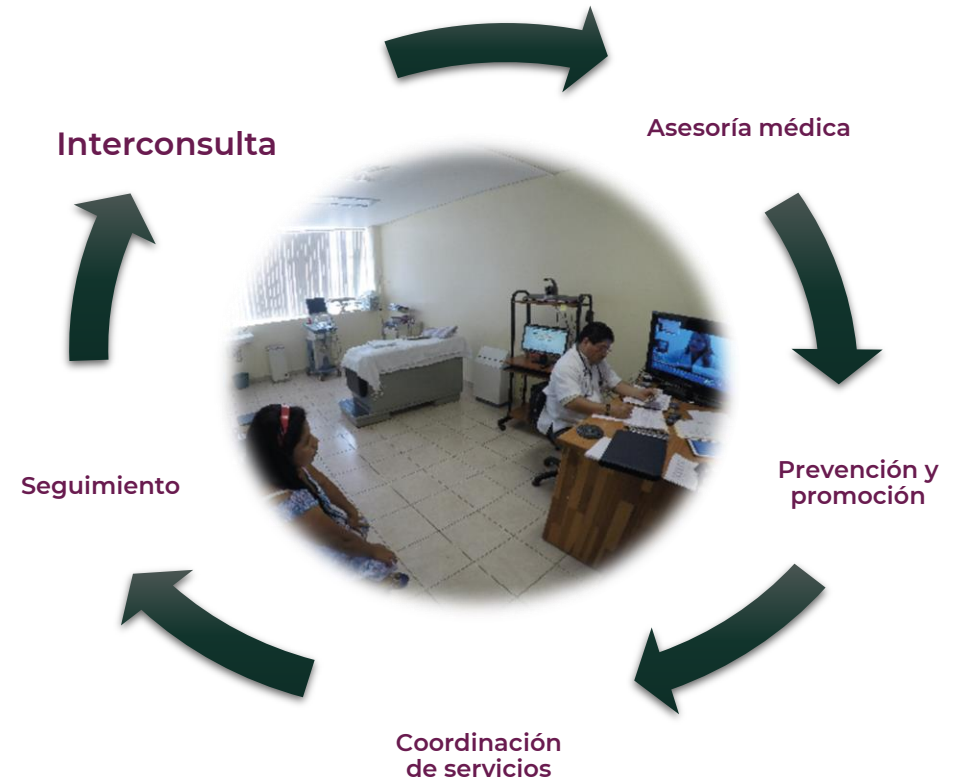 Interconsulta
Asesoría médica
Prevención y
promoción
Coordinación
de servicios
Seguimiento